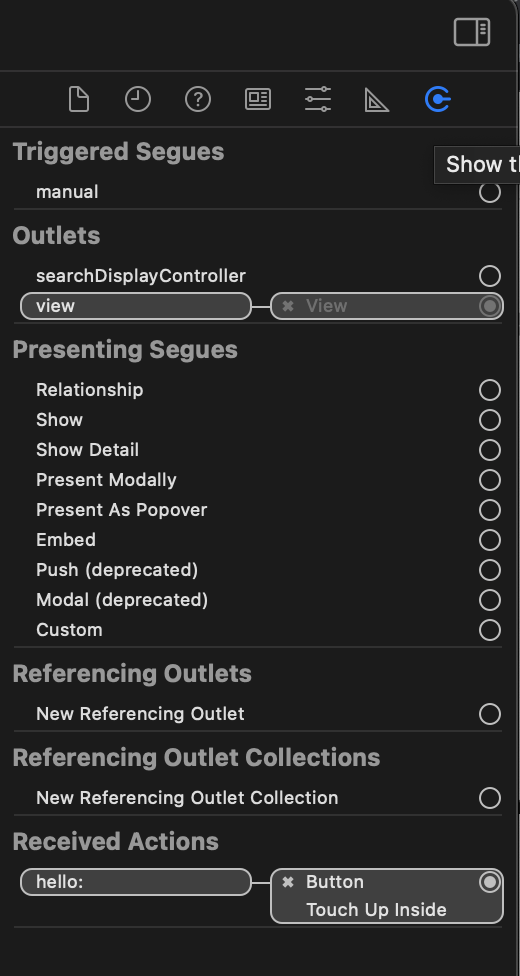 Show th
Triggered Segues
manual
Outlets
searchDisplayController
view
✖ View
Presenting Segues
Relationship
Show
Show Detail
Present Modally
Present As Popover
Embed
Push (deprecated)
Modal (deprecated)
Custom
Referencing Outlets
New Referencing Outlet
Referencing Outlet Collections
New Referencing Outlet Collection
Received Actions
hello:
✖ Button
Touch Up Inside